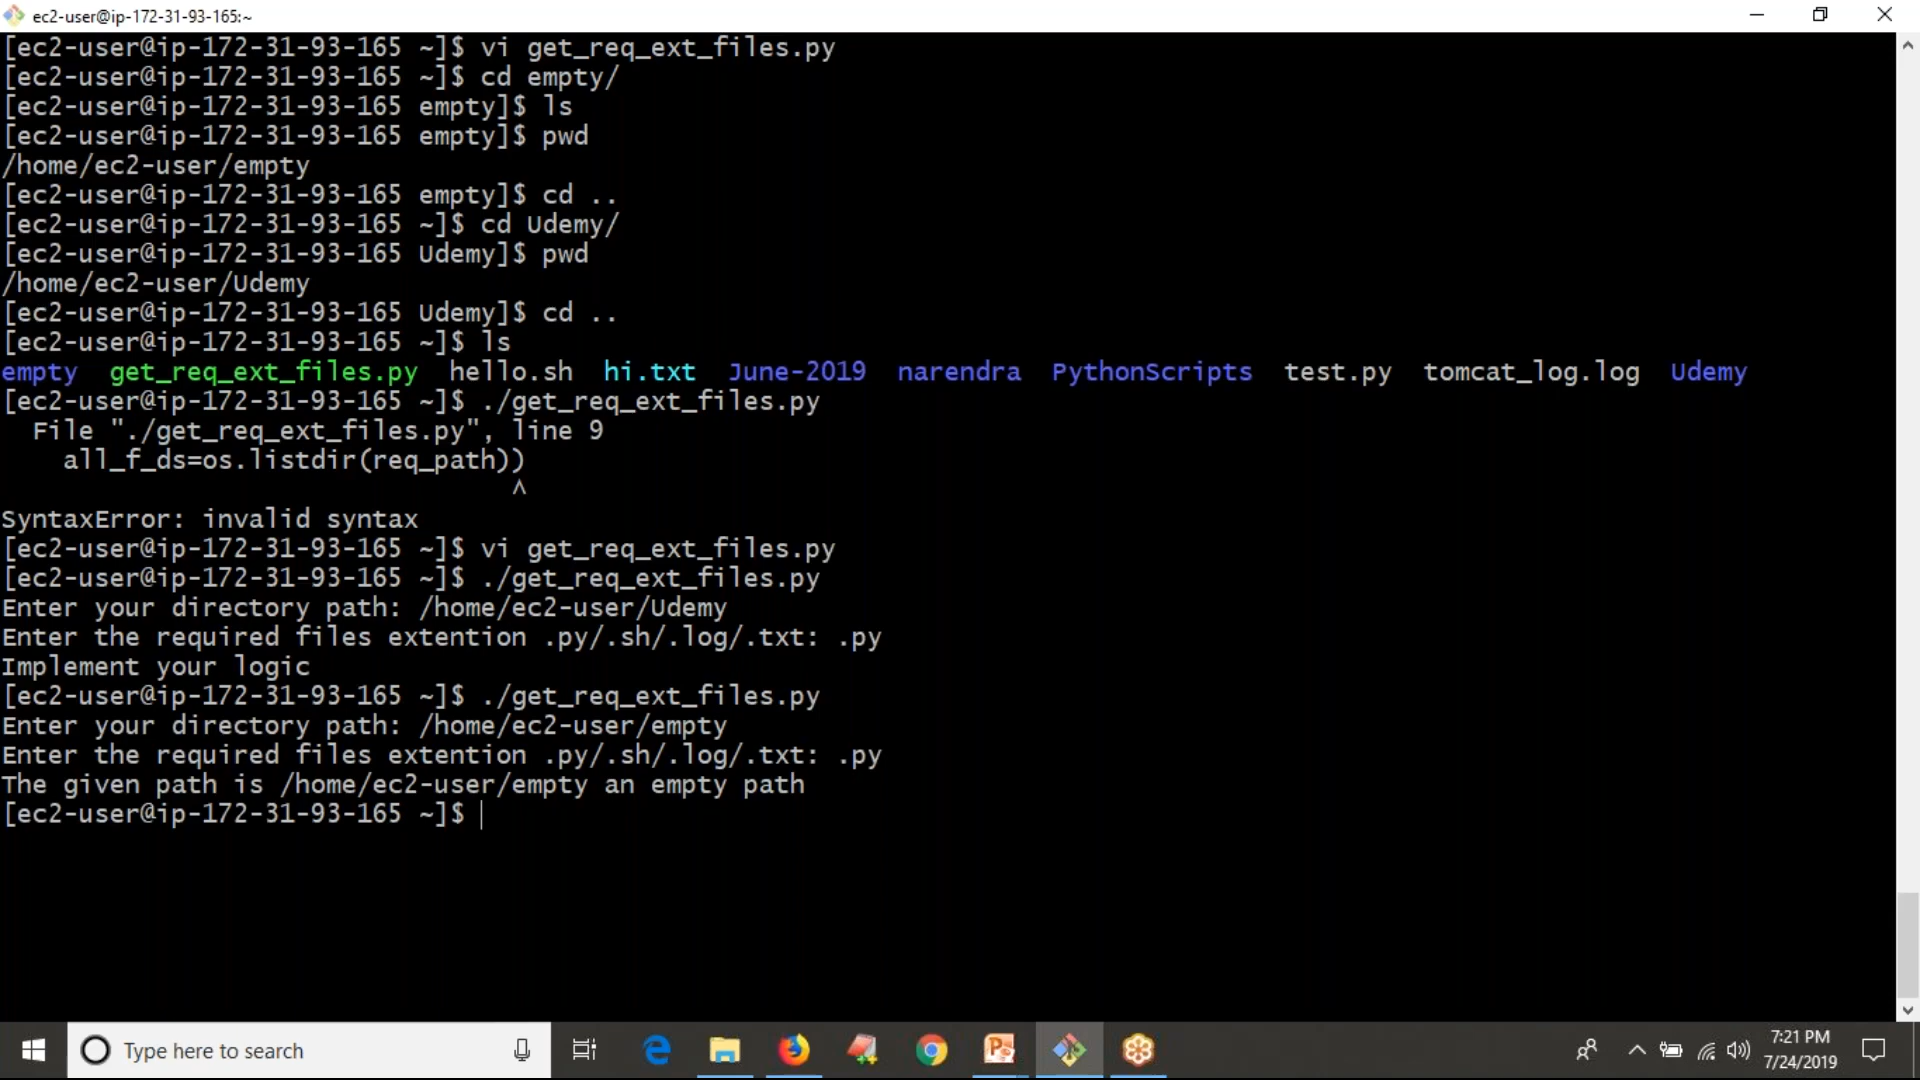 ec2-user@ip-172-31-93-165:~
[ec2-user@ip-172-31-93-165 ~]$ vi get_req_ext_files.py
[ec2-user@ip-172-31-93-165 ~]$ cd empty/
[ec2-user@ip-172-31-93-165 empty]$ ls
[ec2-user@ip-172-31-93-165 empty]$ pwd
/home/ec2-user/empty
[ec2-user@ip-172-31-93-165 empty]$ cd ..
[ec2-user@ip-172-31-93-165 ~]$ cd Udemy/
[ec2-user@ip-172-31-93-165 Udemy]$ pwd
/home/ec2-user/Udemy
[ec2-user@ip-172-31-93-165 Udemy]$ cd ..
[ec2-user@ip-172-31-93-165 ~]$ ls
empty  get_req_ext_files.py  hello.sh  hi.txt  June-2019  narendra  PythonScripts  test.py  tomcat_log.log  Udemy
[ec2-user@ip-172-31-93-165 ~]$ ./get_req_ext_files.py
  File "./get_req_ext_files.py", line 9
    all_f_ds=os.listdir(req_path))
                                 ^
SyntaxError: invalid syntax
[ec2-user@ip-172-31-93-165 ~]$ vi get_req_ext_files.py
[ec2-user@ip-172-31-93-165 ~]$ ./get_req_ext_files.py
Enter your directory path: /home/ec2-user/Udemy
Enter the required files extention .py/.sh/.log/.txt: .py
Implement your logic
[ec2-user@ip-172-31-93-165 ~]$ ./get_req_ext_files.py
Enter your directory path: /home/ec2-user/empty
Enter the required files extention .py/.sh/.log/.txt: .py
The given path is /home/ec2-user/empty an empty path
[ec2-user@ip-172-31-93-165 ~]$
Type here to search
7:21 PM
7/24/2019